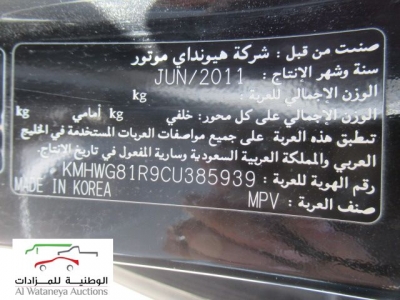 صنعت من قبل : شركة هيونداي موتور
سنة وشهر الإنتاج : JUN/2011
الوزن الإجمالي للعربة : kg
الوزن الإجمالي على كل محور: خلفي kg أمامي kg
تنطبق هذه العربة على جميع مواصفات العربات المستخدمة في الخليج
العربي والمملكة العربية السعودية وسارية المفعول في تاريخ الإنتاج.
رقم الهوية للعربة : KMHWG81R9CU385939
صنف العربة : MPV
MADE IN KOREA
الوطنية للمزادات
Al Wataneya Auctions